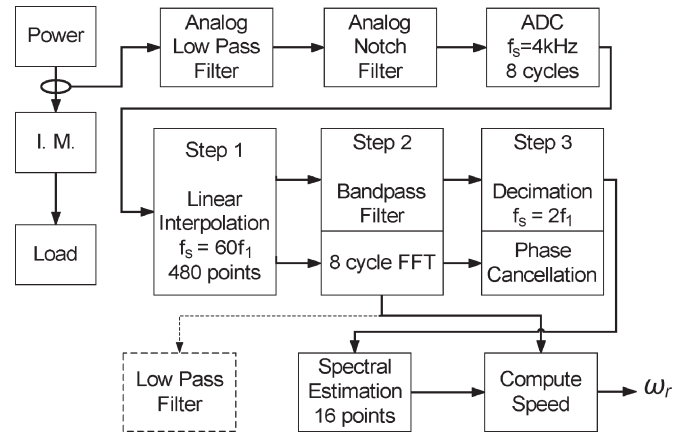 Power
Analog
Low Pass
Filter
Analog
Notch
Filter
ADC
fₛ=4kHz
8 cycles
I. M.
Load
Step 1
Linear
Interpolation
fₛ = 60f₁
480 points
Step 2
Bandpass
Filter
8 cycle FFT
Step 3
Decimation
fₛ = 2f₁
Phase
Cancellation
Low Pass
Filter
Spectral
Estimation
16 points
Compute
Speed
ωᵣ